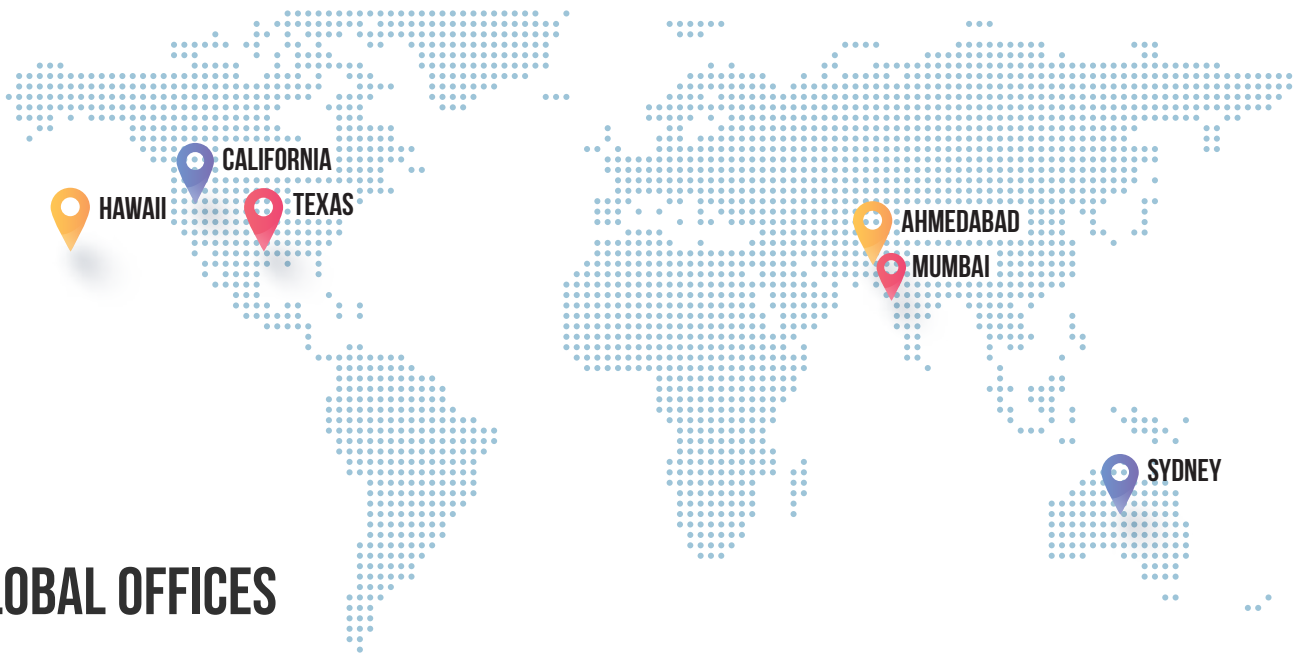 CALIFORNIA
HAWAII
TEXAS
AHMEDABAD
MUMBAI
SYDNEY
LOBAL OFFICES